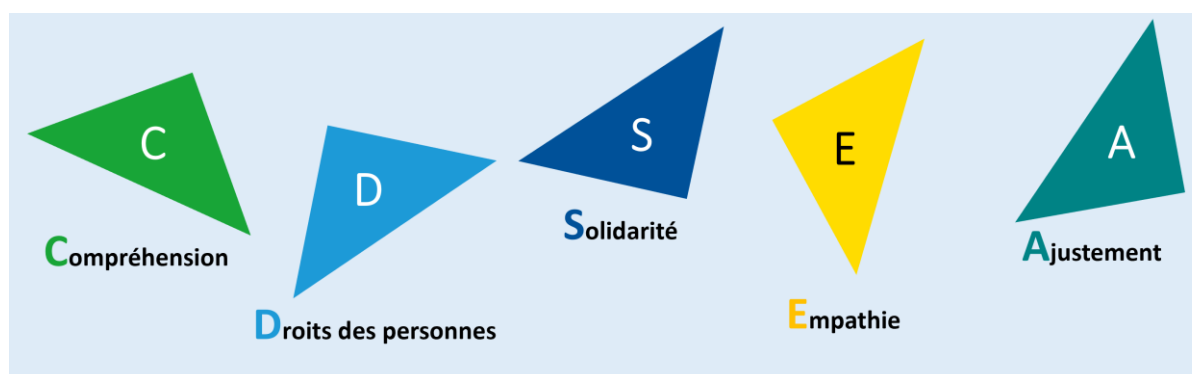 C
D
S
E
A
Compréhension
Droits des personnes
Solidarité
Empathie
Ajustement